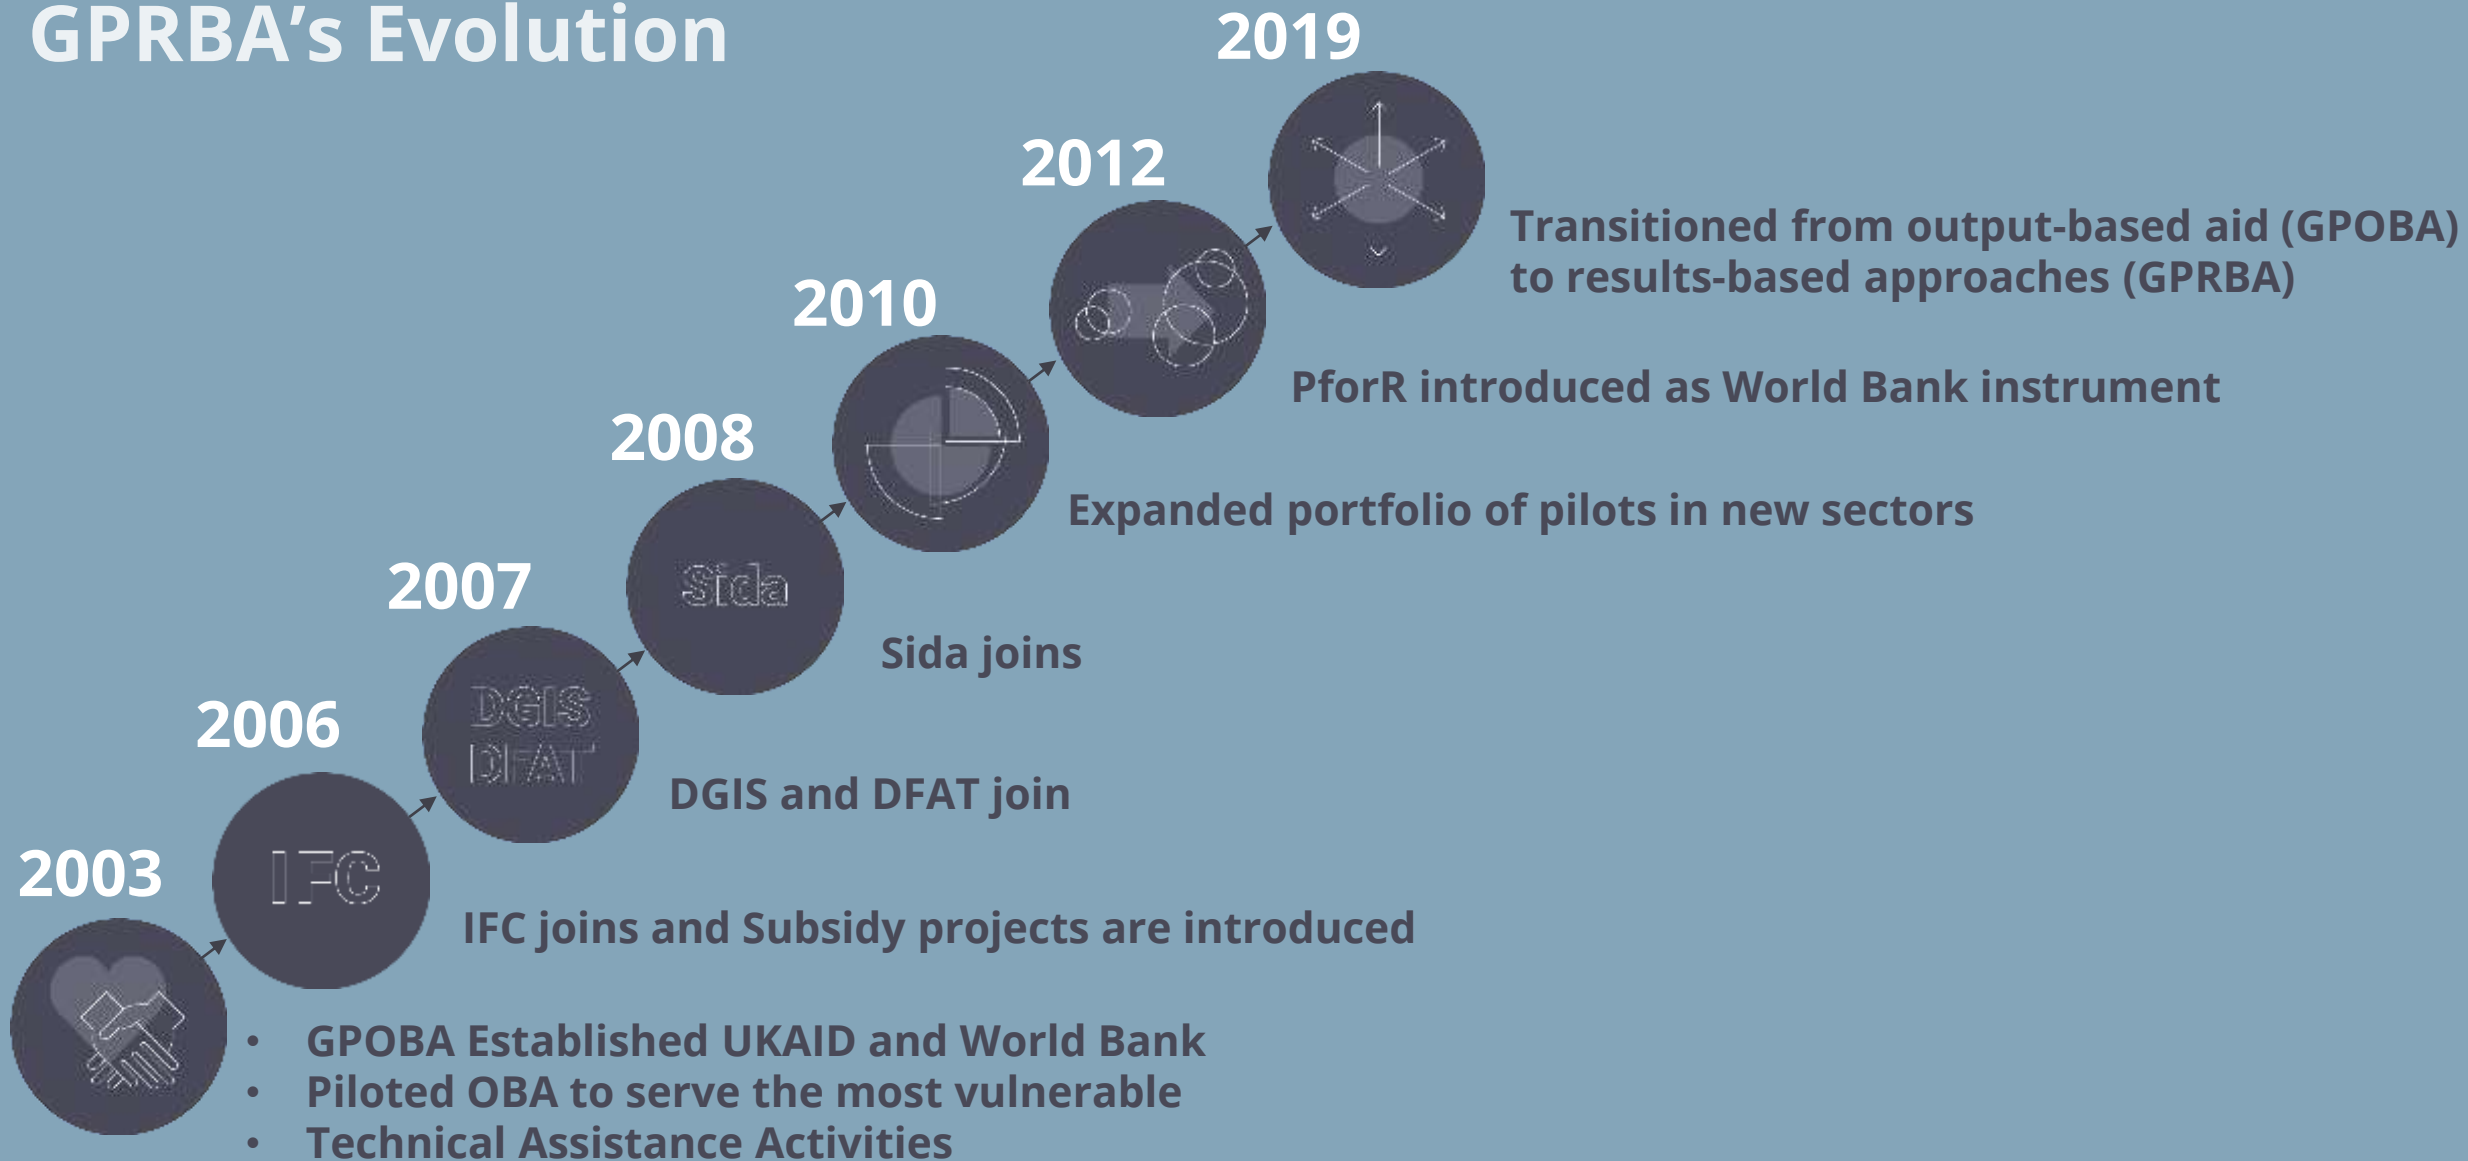 GPRBA’s Evolution
2019
Transitioned from output-based aid (GPOBA)
to results-based approaches (GPRBA)
2012
PforR introduced as World Bank instrument
2010
Expanded portfolio of pilots in new sectors
2008
Sida
Sida joins
2007
DGIS
DFAT
DGIS and DFAT join
2006
IFC
IFC joins and Subsidy projects are introduced
2003
• GPOBA Established UKAID and World Bank
• Piloted OBA to serve the most vulnerable
• Technical Assistance Activities